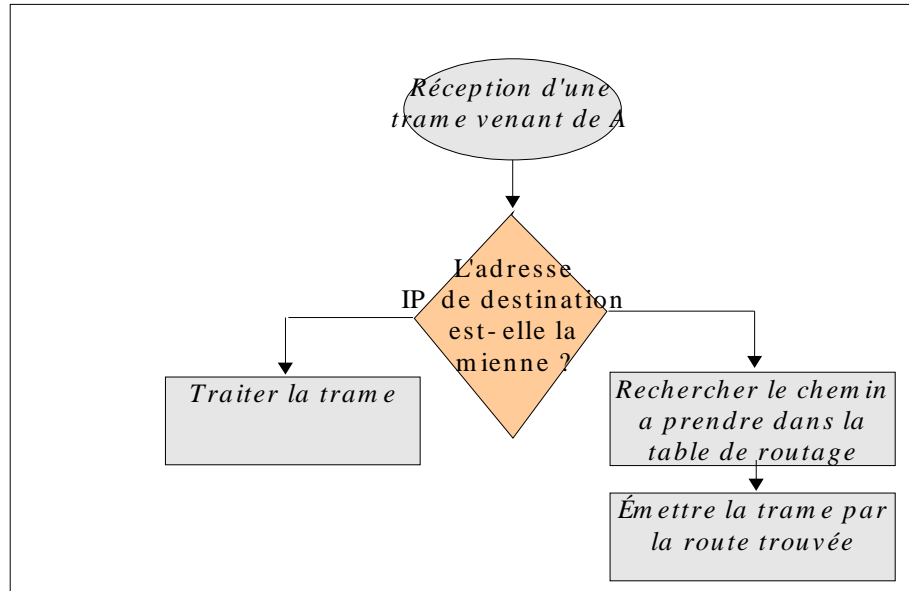 Réception d'une
trame venant de A
L'adresse
IP de destination
est-elle la
mienne ?
Traiter la trame
Rechercher le chemin
a prendre dans la
table de routage
Émettre la trame par
la route trouvée